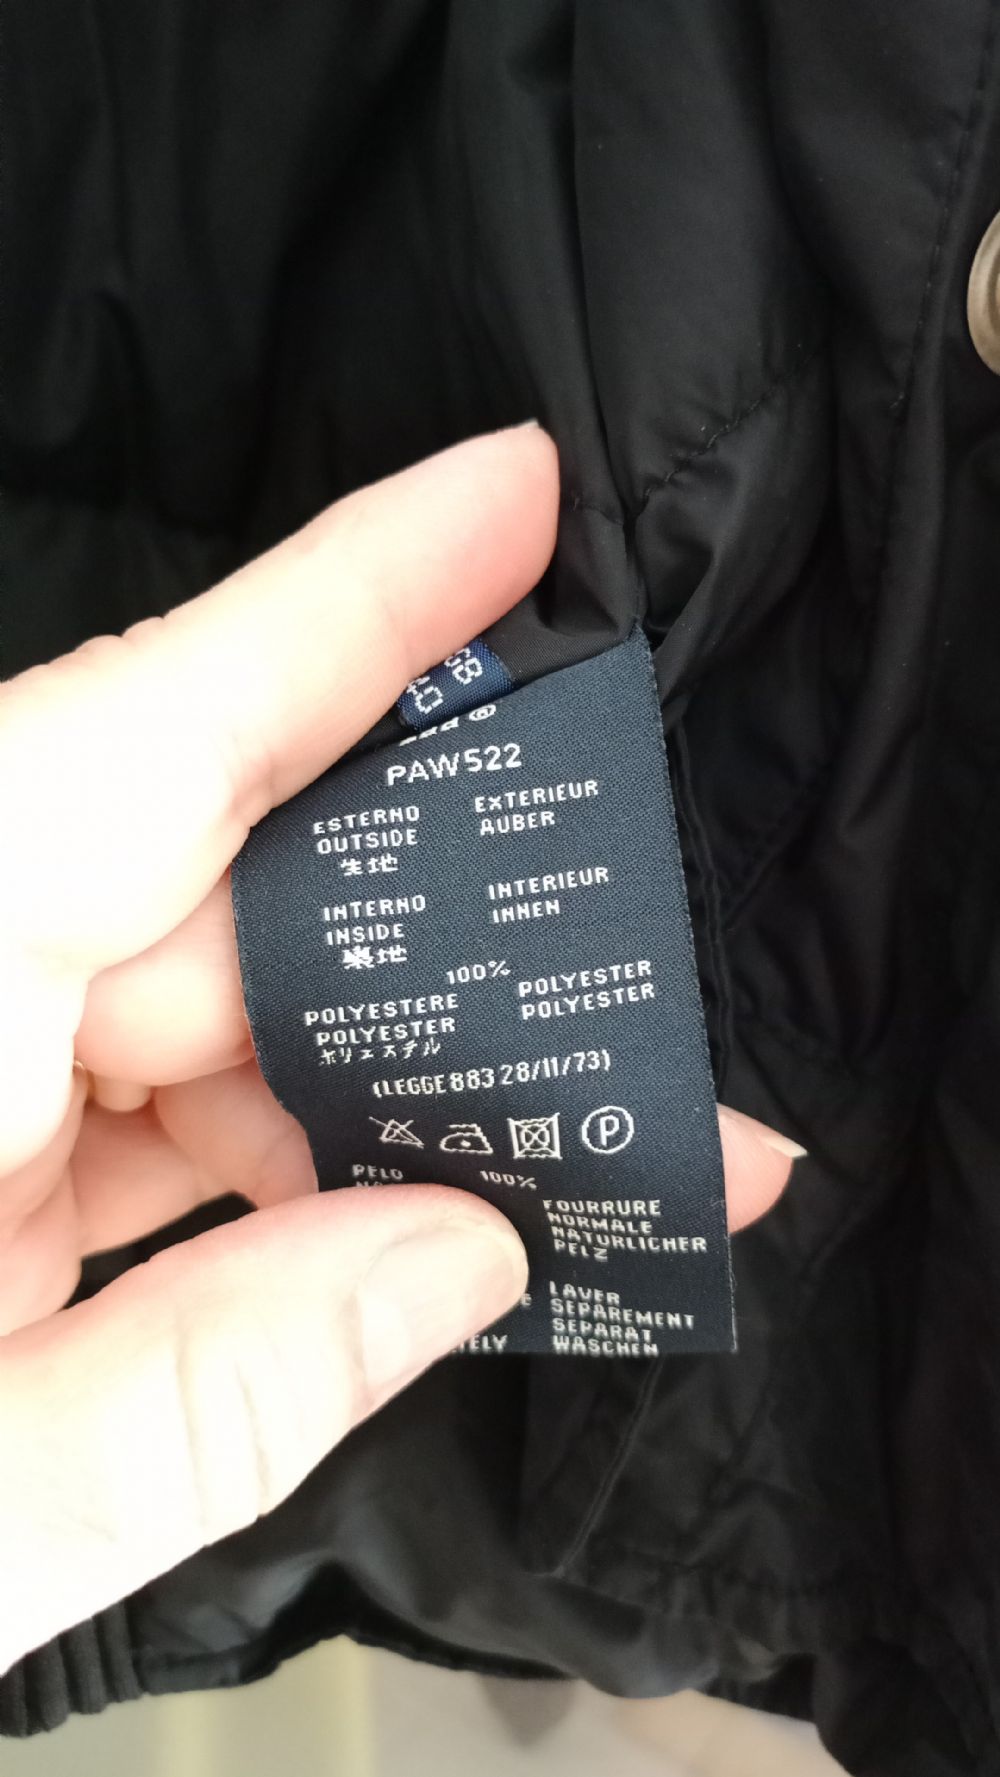 GB
40
PAW522
ESTERNO EXTERIEUR
OUTSIDE AUBER
生地
INTERNO INTERIEUR
INSIDE INNEN
裏地
100%
POLYESTERE POLYESTER
POLYESTER POLYESTER
ポリエステル
(LEGGE 883 28/11/73)
P
PELO 100%
FOURRURE
NORMALE
NATURLICHER
PELZ
LAVER
SEPAREMENT
SEPARAT
WASCHEN